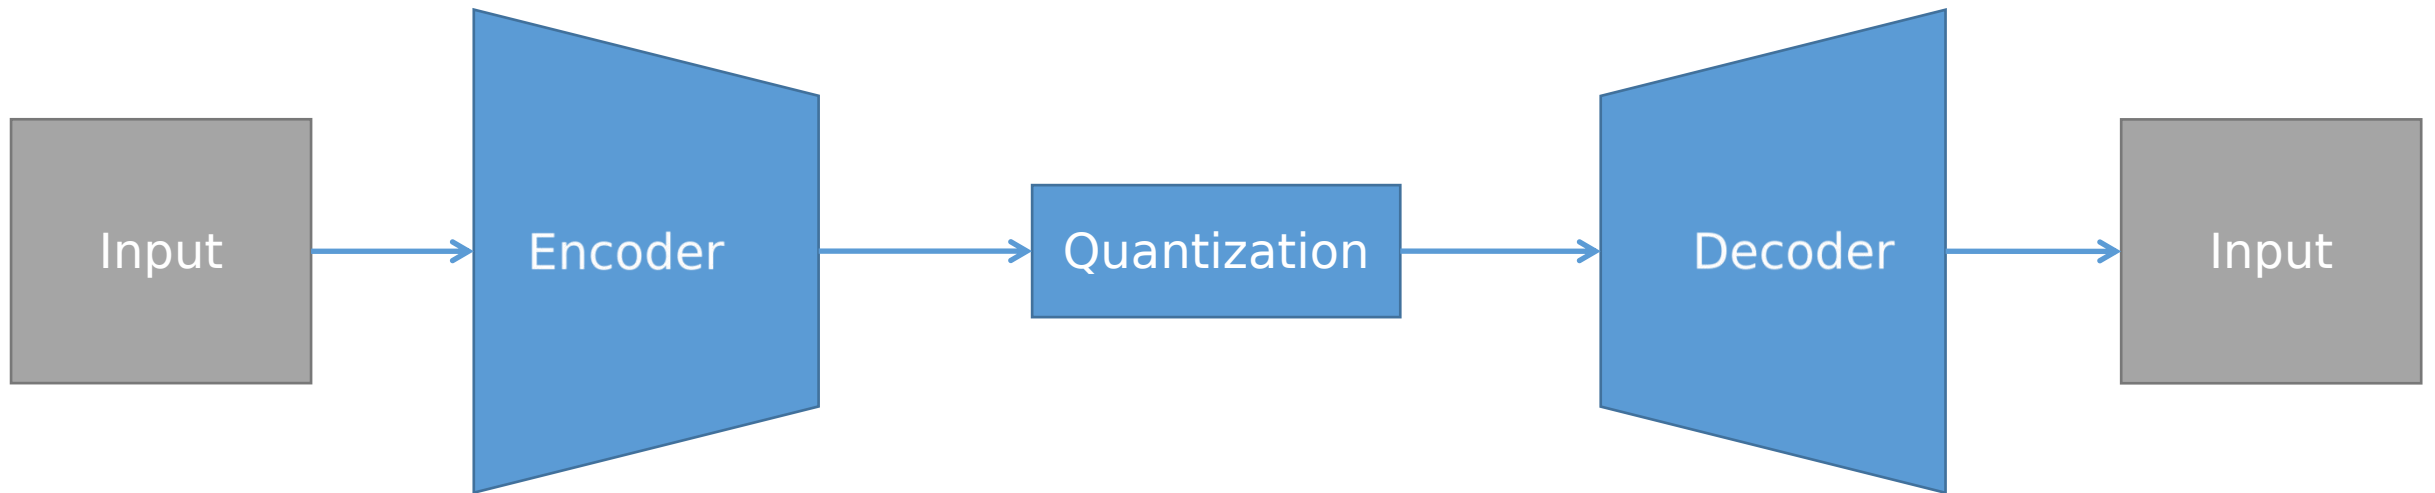 Input
Encoder
Quantization
Decoder
Input